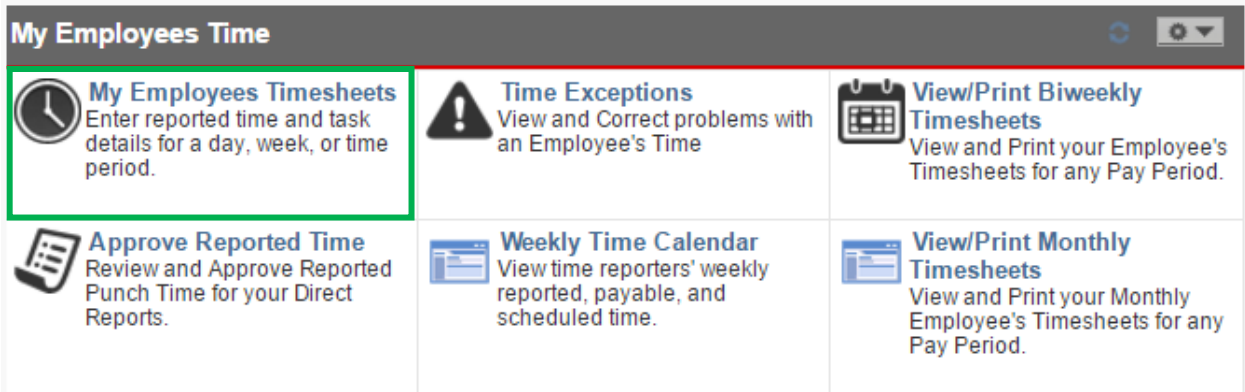 My Employees Time
My Employees Timesheets
Enter reported time and task
details for a day, week, or time
period.
Time Exceptions
View and Correct problems with
an Employee's Time
View/Print Biweekly
Timesheets
View and Print your Employee's
Timesheets for any Pay Period.
Approve Reported Time
Review and Approve Reported
Punch Time for your Direct
Reports.
Weekly Time Calendar
View time reporters' weekly
reported, payable, and
scheduled time.
View/Print Monthly
Timesheets
View and Print your Monthly
Employee's Timesheets for any
Pay Period.